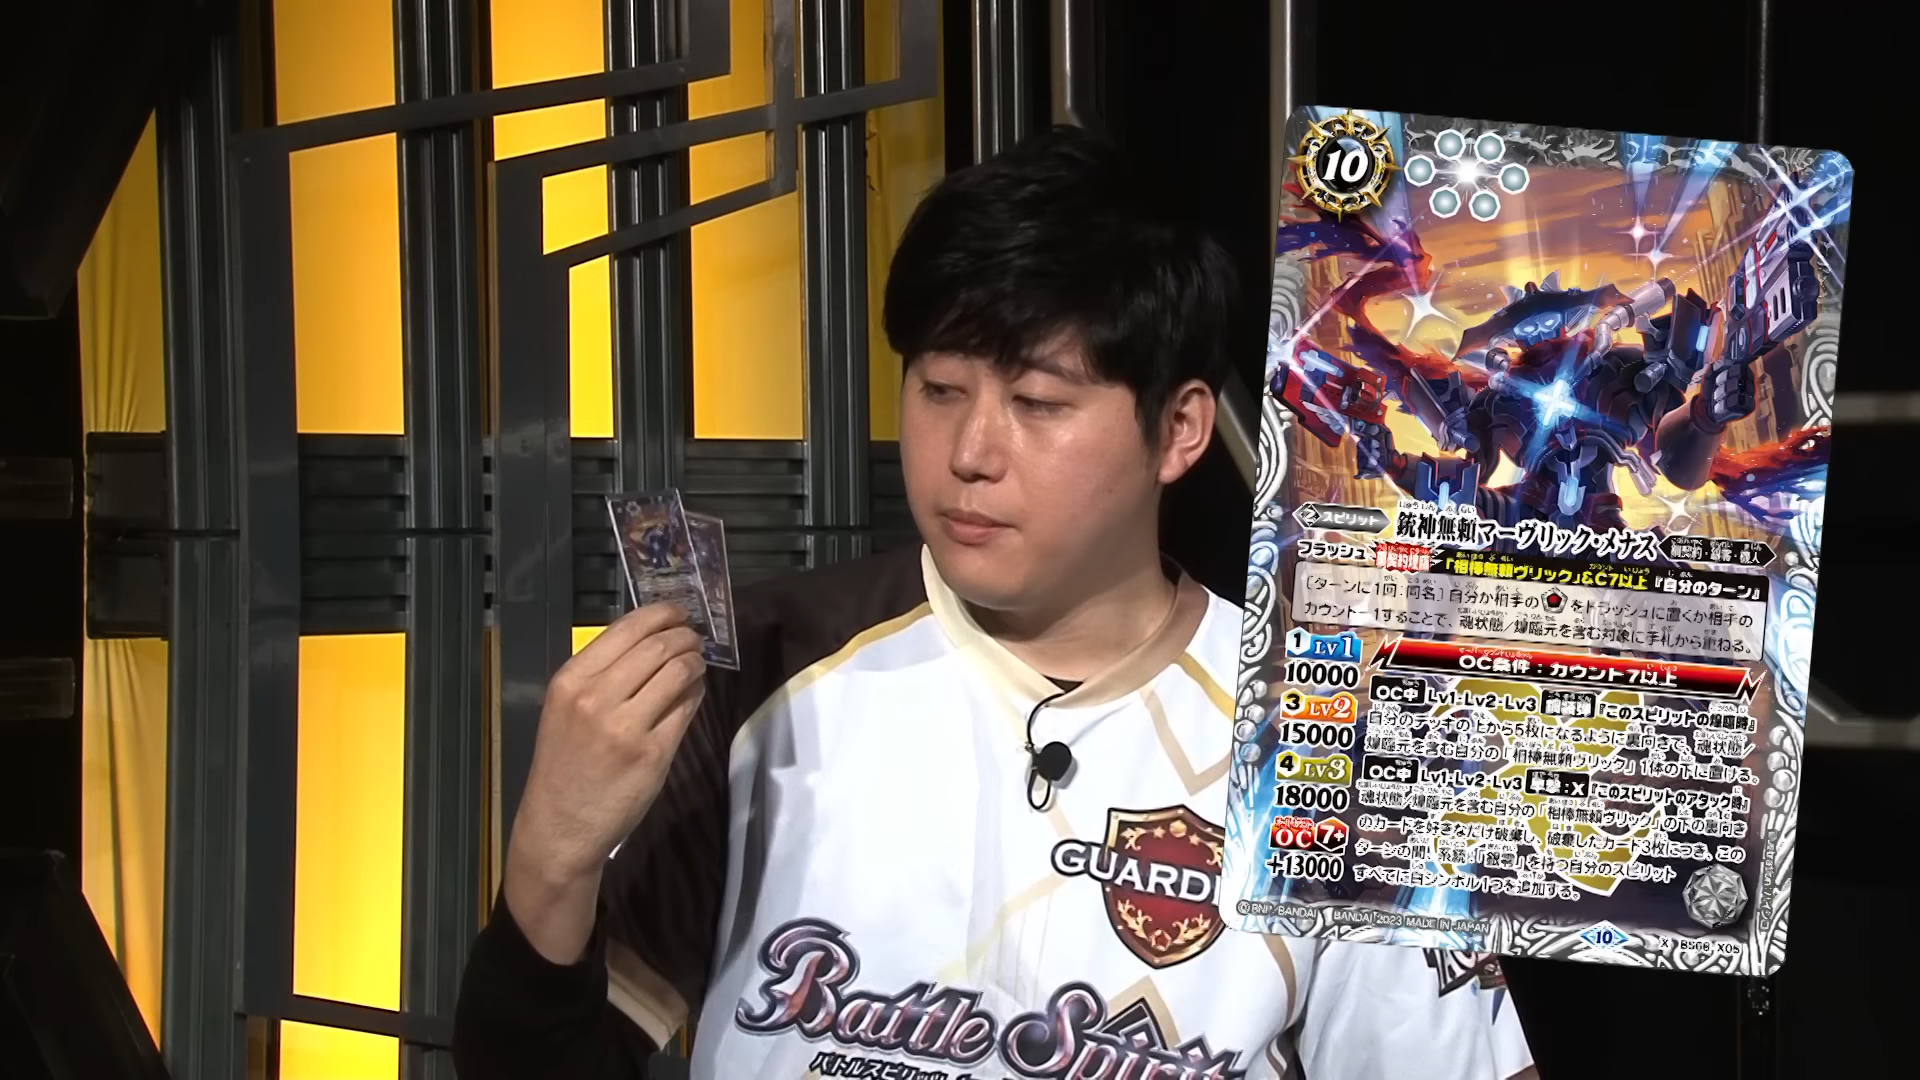 10
スピリット
銃神無頼マーヴリック・メナス
フラッシュ
「相棒無頼ヴリック」&C7以上『自分のターン』
〔ターンに1回:同名〕自分か相手の
をトラッシュに置くか相手の
カウント-1することで、魂状態/煌臨元を含む対象に手札から重ねる。
1 LV1
10000
OC条件:カウント7以上
OC中 Lv1・Lv2・Lv3
『このスピリットの煌臨時』
3 LV2
15000
自分のデッキの上から5枚になるように裏向きで、魂状態/
煌臨元を含む自分の「相棒無頼ヴリック」1体の下に置ける。
4 LV3
18000
OC中 Lv1・Lv2・Lv3
:X『このスピリットのアタック時』
魂状態/煌臨元を含む自分の「相棒無頼ヴリック」の下の裏向き
のカードを好きなだけ破棄し、破棄したカード3枚につき、この
OC 7+
+13000
ターンの間、系統:「銀零」を持つ自分のスピリット
すべてに白シンボル1つを追加する。
BANDAI 2023 MADE IN JAPAN
10
X BS68-X05
GUARDI
Battle Spirit
バトルスピリッツ